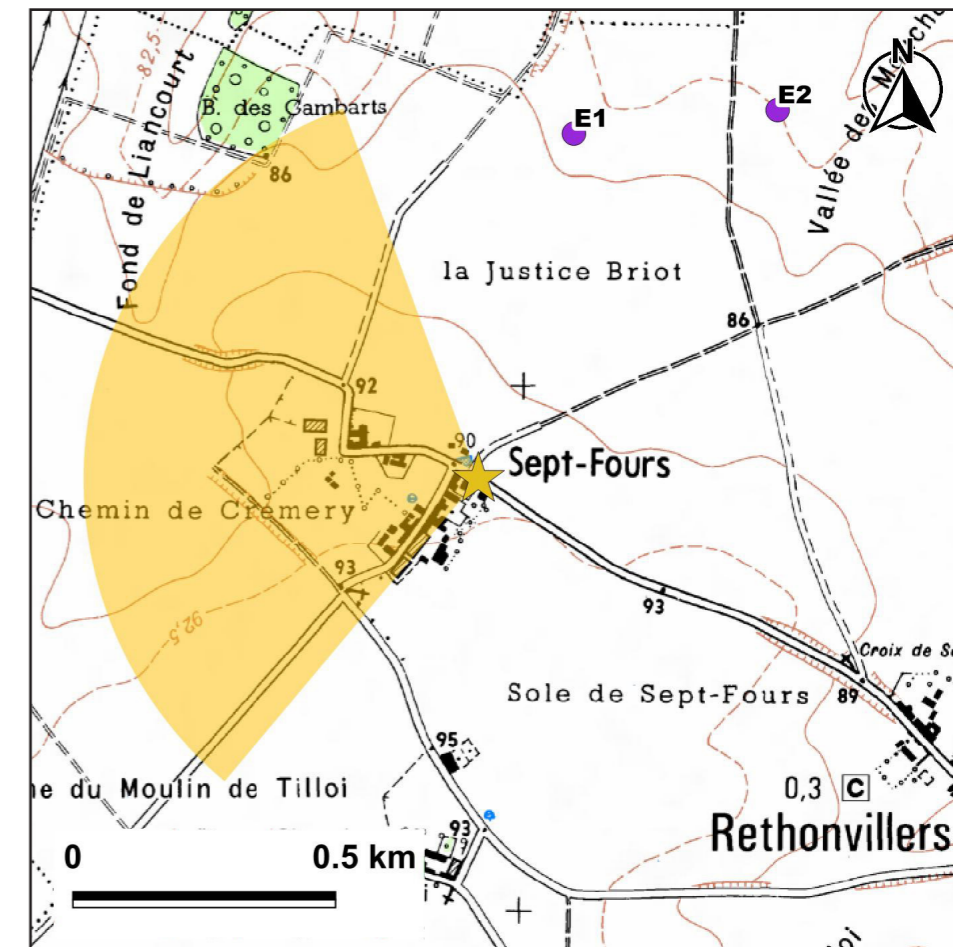 N
E1
E2
82,5
B. des Gambarts
Fond de Liancourt
86
Vallée des
la Justice Briot
86
92
90
Sept-Fours
Chemin de Crémery
93
92,5
93
Croix de
Sole de Sept-Fours
89
95
du Moulin de Tilloi
0,3 C
93
Rethonvillers
0
0.5 km